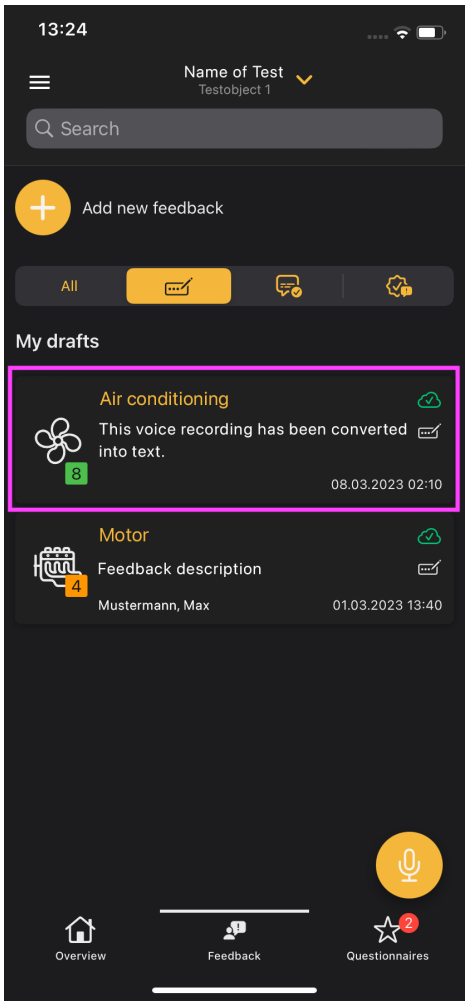 13:24
Name of Test
Testobject 1
Search
Add new feedback
All
My drafts
Air conditioning
This voice recording has been converted
into text.
8
08.03.2023 02:10
Motor
Feedback description
4
Mustermann, Max 01.03.2023 13:40
2
Overview Feedback Questionnaires